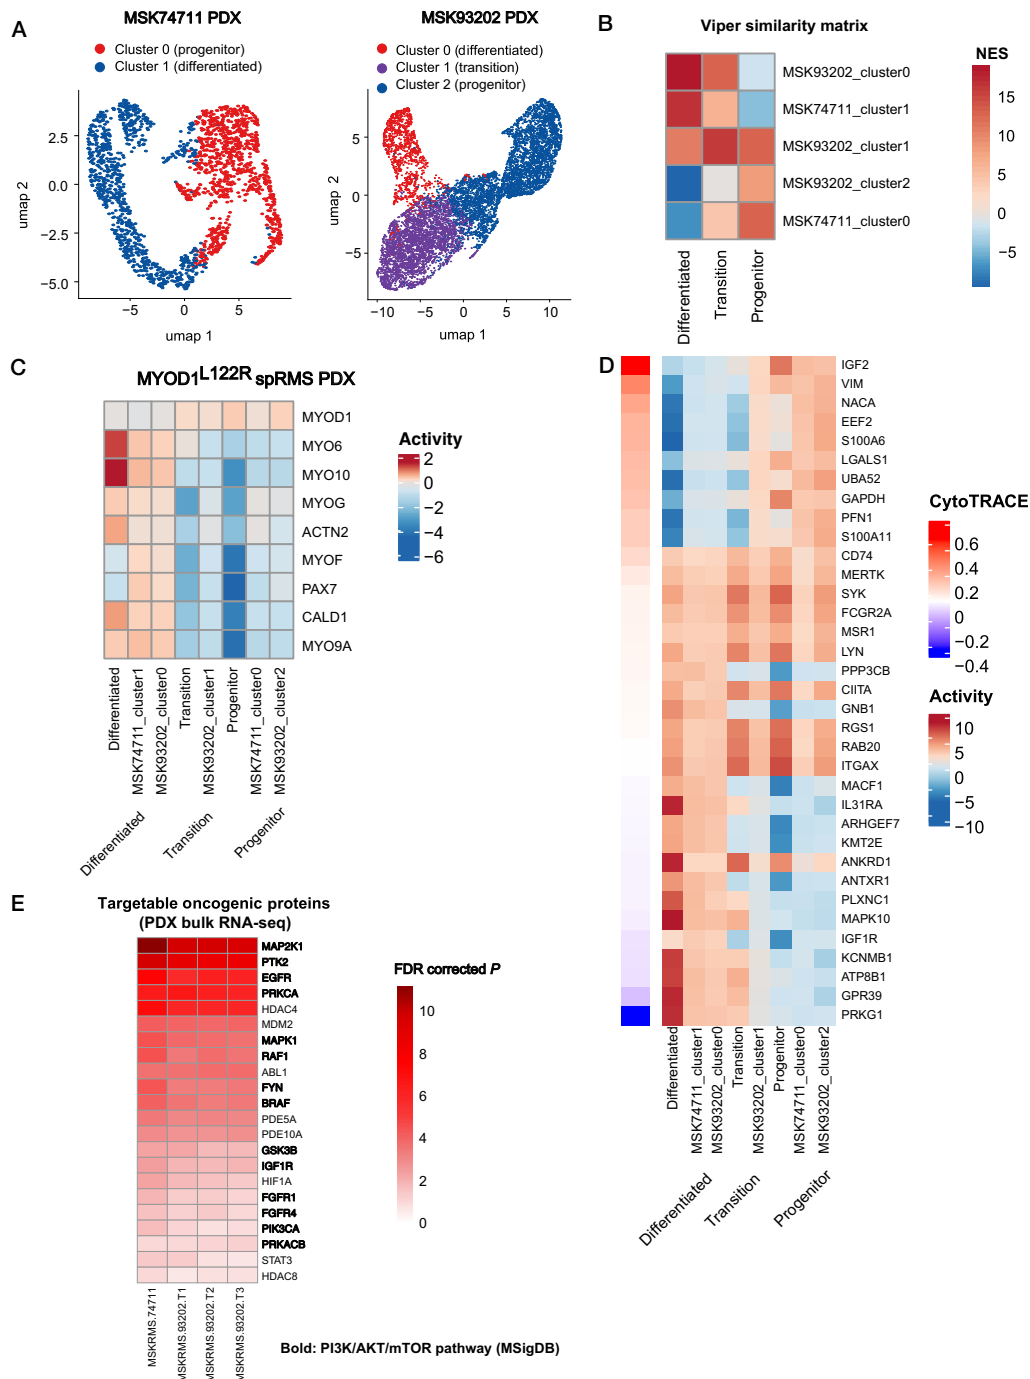 A
MSK74711 PDX
Cluster 0 (progenitor)
Cluster 1 (differentiated)
2.5
0.0
−2.5
−5.0
umap 2
−5
0
5
umap 1
MSK93202 PDX
Cluster 0 (differentiated)
Cluster 1 (transition)
Cluster 2 (progenitor)
5
0
−5
umap 2
−10
−5
0
5
10
umap 1
B
Viper similarity matrix
MSK93202_cluster0
MSK74711_cluster1
MSK93202_cluster1
MSK93202_cluster2
MSK74711_cluster0
Differentiated
Transition
Progenitor
NES
15
10
5
0
−5
C
MYOD1L122R spRMS PDX
MYOD1
MYO6
MYO10
MYOG
ACTN2
MYOF
PAX7
CALD1
MYO9A
Differentiated
MSK74711_cluster1
MSK93202_cluster0
Transition
MSK93202_cluster1
Progenitor
MSK74711_cluster0
MSK93202_cluster2
Differentiated
Transition
Progenitor
Activity
2
0
−2
−4
−6
D
IGF2
VIM
NACA
EEF2
S100A6
LGALS1
UBA52
GAPDH
PFN1
S100A11
CD74
MERTK
SYK
FCGR2A
MSR1
LYN
PPP3CB
CIITA
GNB1
RGS1
RAB20
ITGAX
MACF1
IL31RA
ARHGEF7
KMT2E
ANKRD1
ANTXR1
PLXNC1
MAPK10
IGF1R
KCNMB1
ATP8B1
GPR39
PRKG1
Differentiated
MSK74711_cluster1
MSK93202_cluster0
Transition
MSK93202_cluster1
Progenitor
MSK74711_cluster0
MSK93202_cluster2
Differentiated
Transition
Progenitor
CytoTRACE
0.6
0.4
0.2
0
−0.2
−0.4
Activity
10
5
0
−5
−10
E
Targetable oncogenic proteins
(PDX bulk RNA-seq)
MAP2K1
PTK2
EGFR
PRKCA
HDAC4
MDM2
MAPK1
RAF1
ABL1
FYN
BRAF
PDE5A
PDE10A
GSK3B
IGF1R
HIF1A
FGFR1
FGFR4
PIK3CA
PRKACB
STAT3
HDAC8
MSKRMS.74711
MSKRMS.93202.T1
MSKRMS.93202.T2
MSKRMS.93202.T3
FDR corrected P
10
8
6
4
2
0
Bold: PI3K/AKT/mTOR pathway (MSigDB)